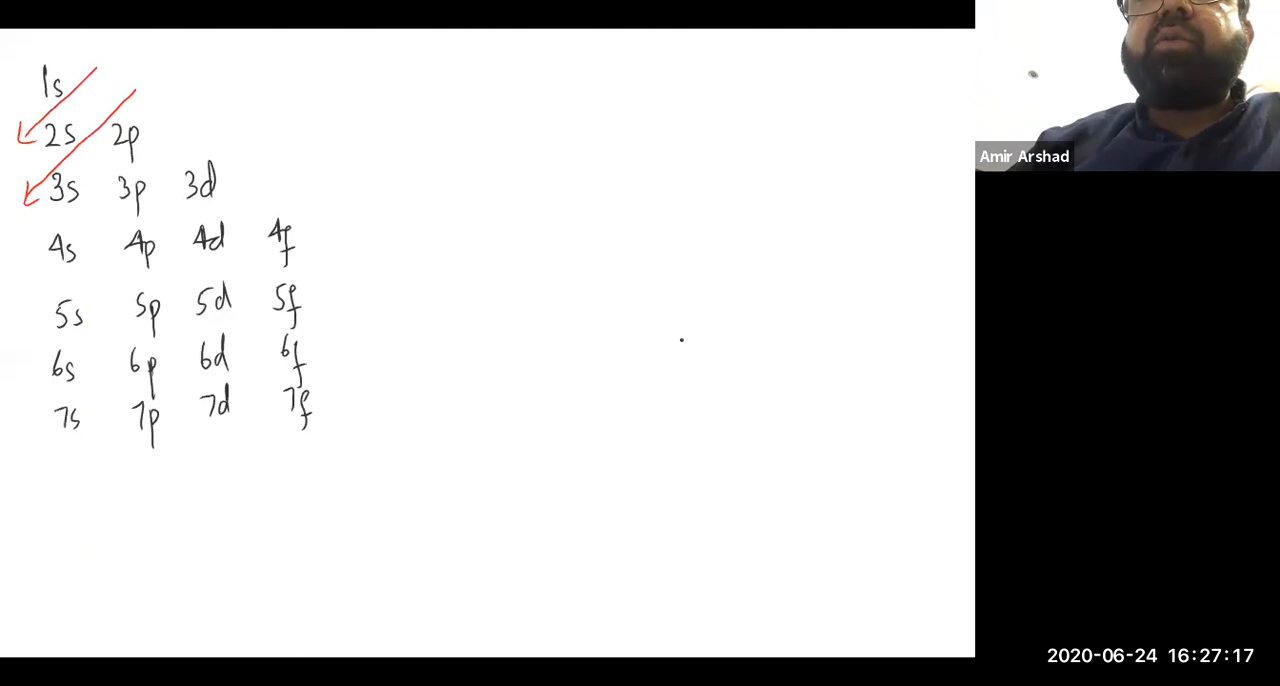 1s
2s 2p
3s 3p 3d
4s 4p 4d 4f
5s 5p 5d 5f
6s 6p 6d 6f
7s 7p 7d 7f
Amir Arshad
2020-06-24 16:27:17